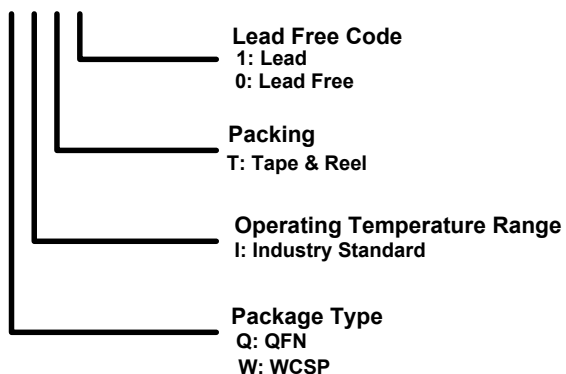 Lead Free Code
1: Lead
0: Lead Free
Packing
T: Tape & Reel
Operating Temperature Range
I: Industry Standard
Package Type
Q: QFN
W: WCSP